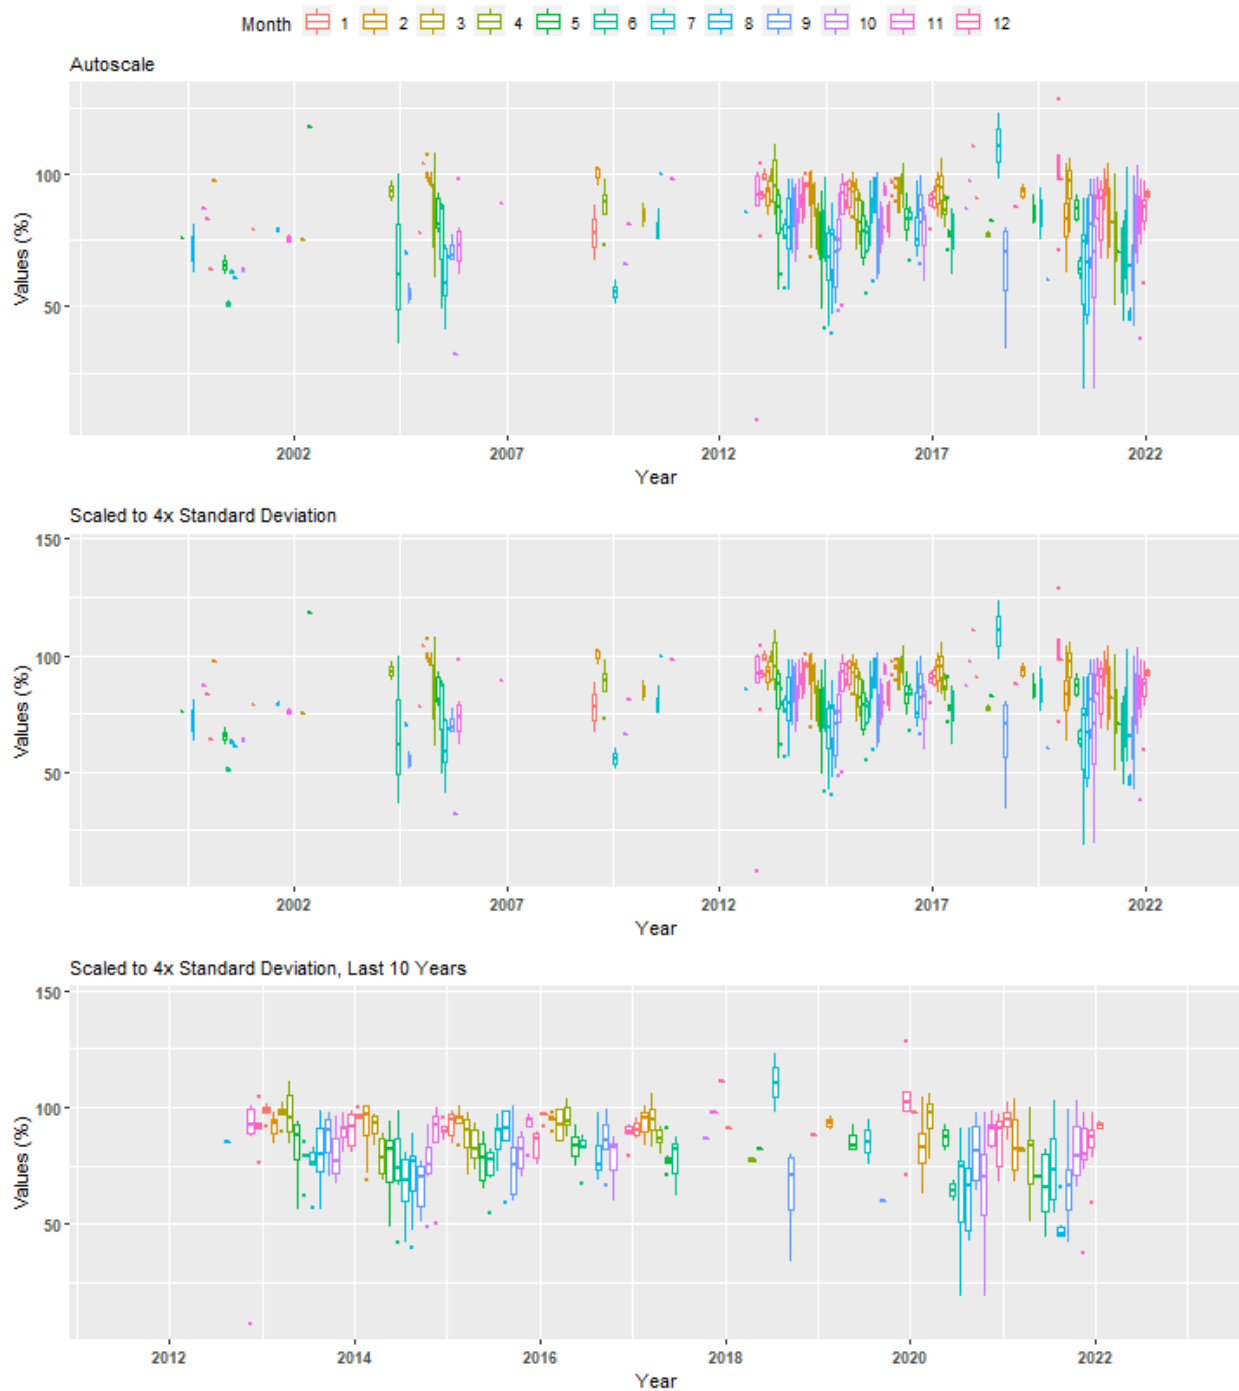 Month 1 2 3 4 5 6 7 8 9 10 11 12
Autoscale
100
50
Values (%)
2002 2007 2012 2017 2022
Year
Scaled to 4x Standard Deviation
150
100
50
Values (%)
2002 2007 2012 2017 2022
Year
Scaled to 4x Standard Deviation, Last 10 Years
150
100
50
Values (%)
2012 2014 2016 2018 2020 2022
Year